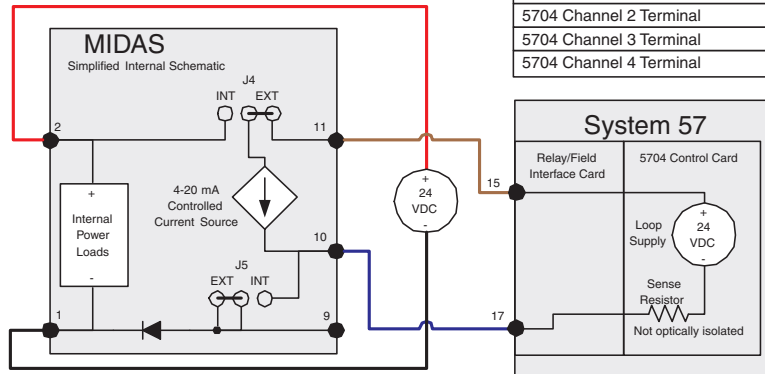 5704 Channel 2 Terminal
5704 Channel 3 Terminal
5704 Channel 4 Terminal
MIDAS
Simplified Internal Schematic
J4
INT
EXT
2
11
+
Internal
Power
Loads
-
4-20 mA
Controlled
Current Source
10
J5
EXT
INT
1
9
+
24
VDC
-
System 57
Relay/Field
Interface Card
5704 Control Card
15
Loop
Supply
+
24
VDC
-
Sense
Resistor
17
Not optically isolated